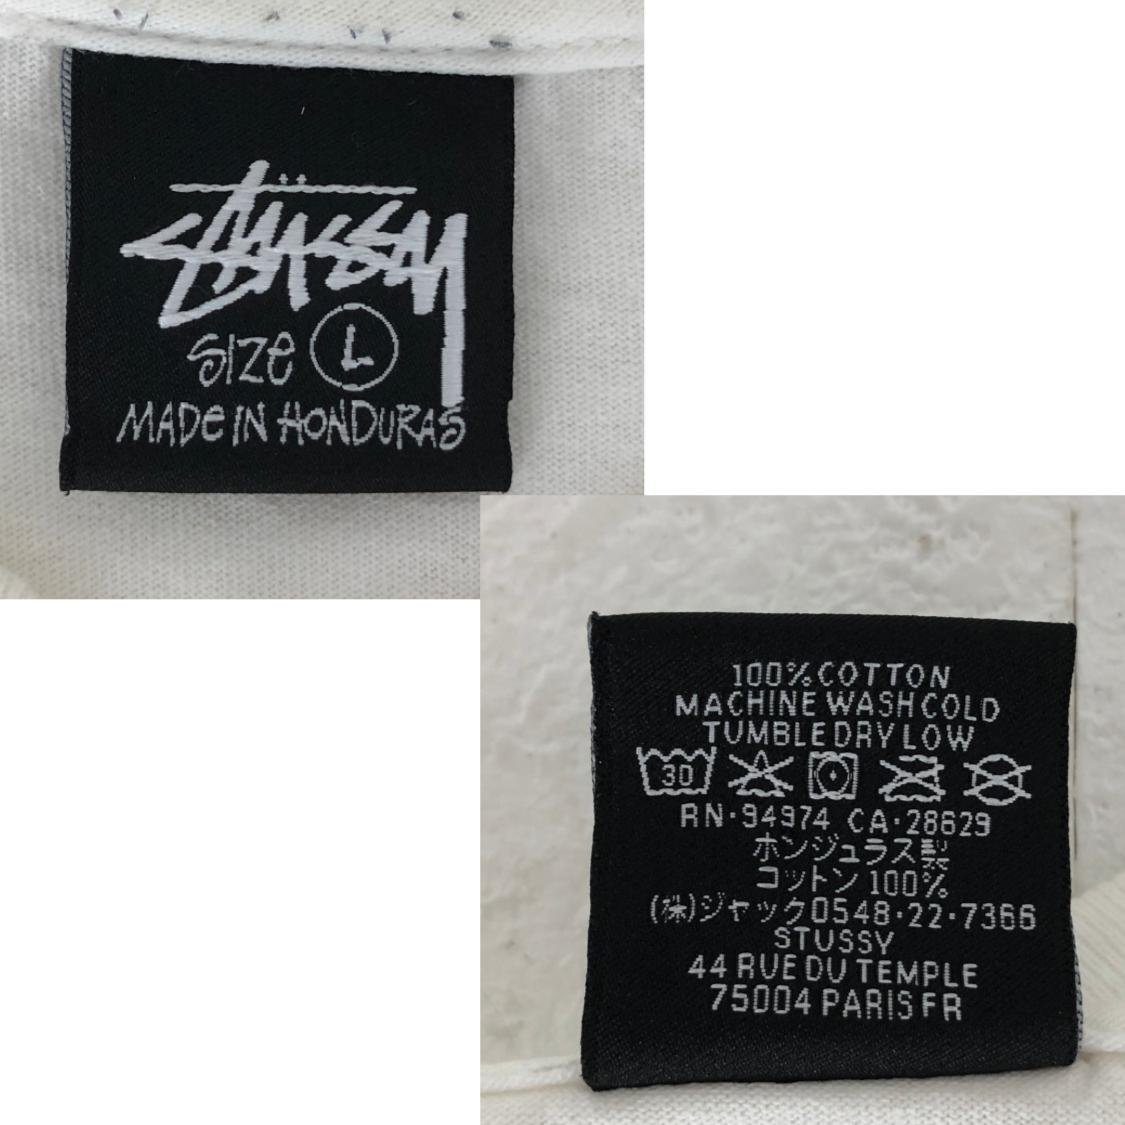 STÜSSY
SIZE L
MADE IN HONDURAS
100% COTTON
MACHINE WASH COLD
TUMBLE DRY LOW
30
RN·94974 CA·28629
ホンジュラス製
コットン 100%
(株)ジャック0548·22·7366
STUSSY
44 RUE DU TEMPLE
75004 PARIS FR